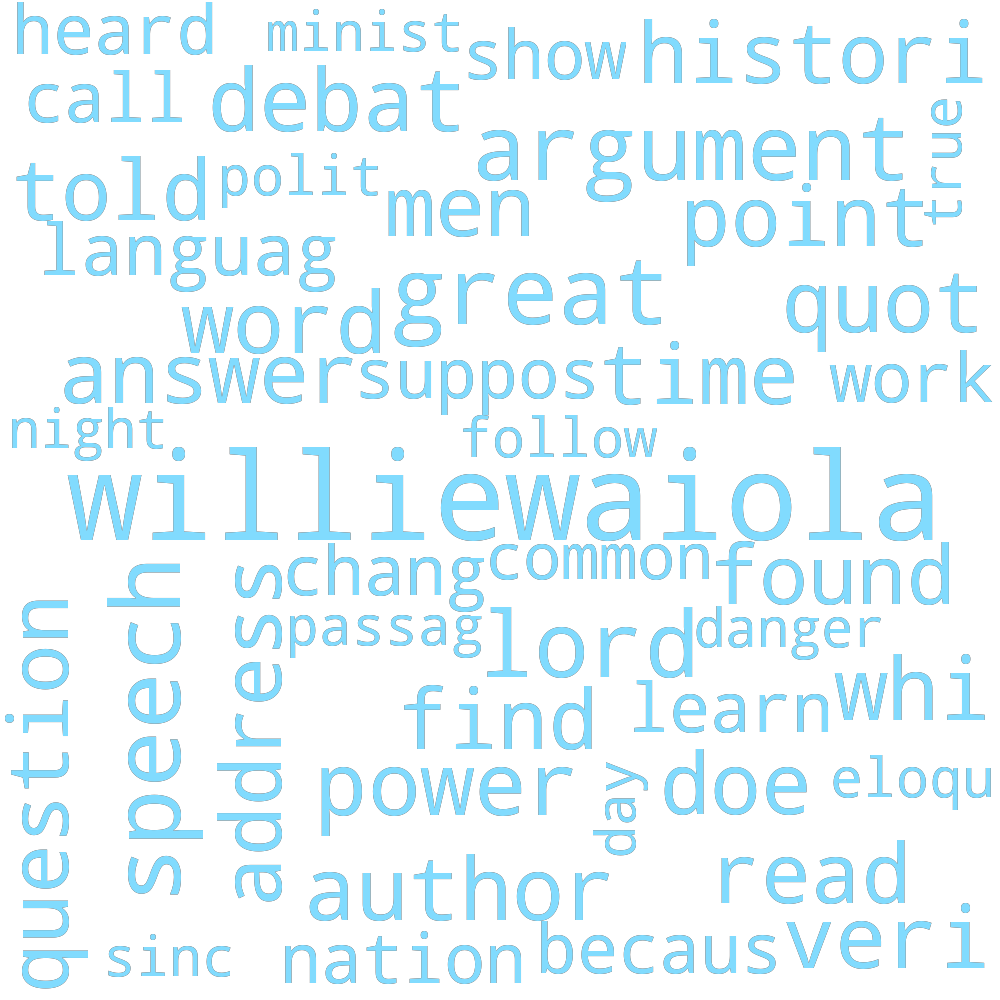 heard minist show histori
call debat argument true
told polit men point
languag great quot
word
answer suppos time work
night follow
williewaiola
chang common found
question speech address passag lord danger
find learn whi
power day doe eloqu
author read
sinc nation becaus veri